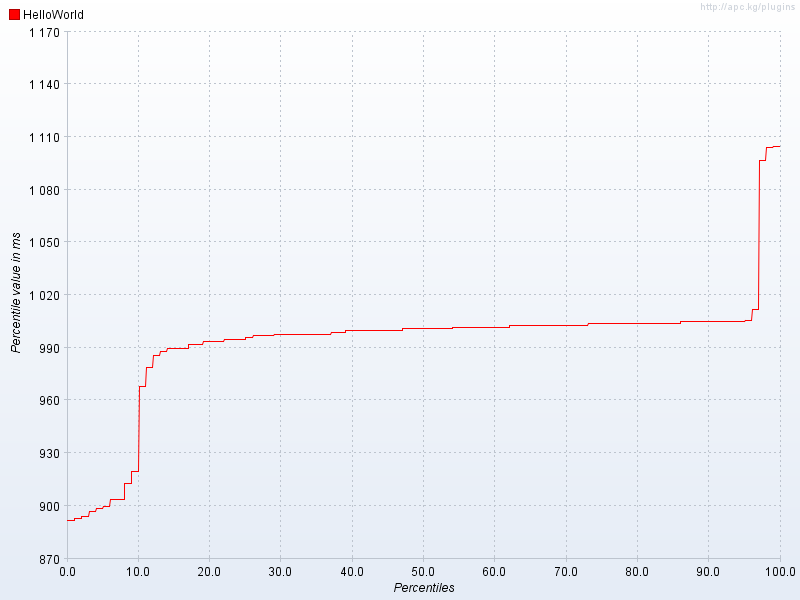 http://apc.kg/plugins
HelloWorld
1 170
1 140
1 110
1 080
1 050
1 020
990
960
930
900
870
Percentile value in ms
0.0 10.0 20.0 30.0 40.0 50.0 60.0 70.0 80.0 90.0 100.0
Percentiles